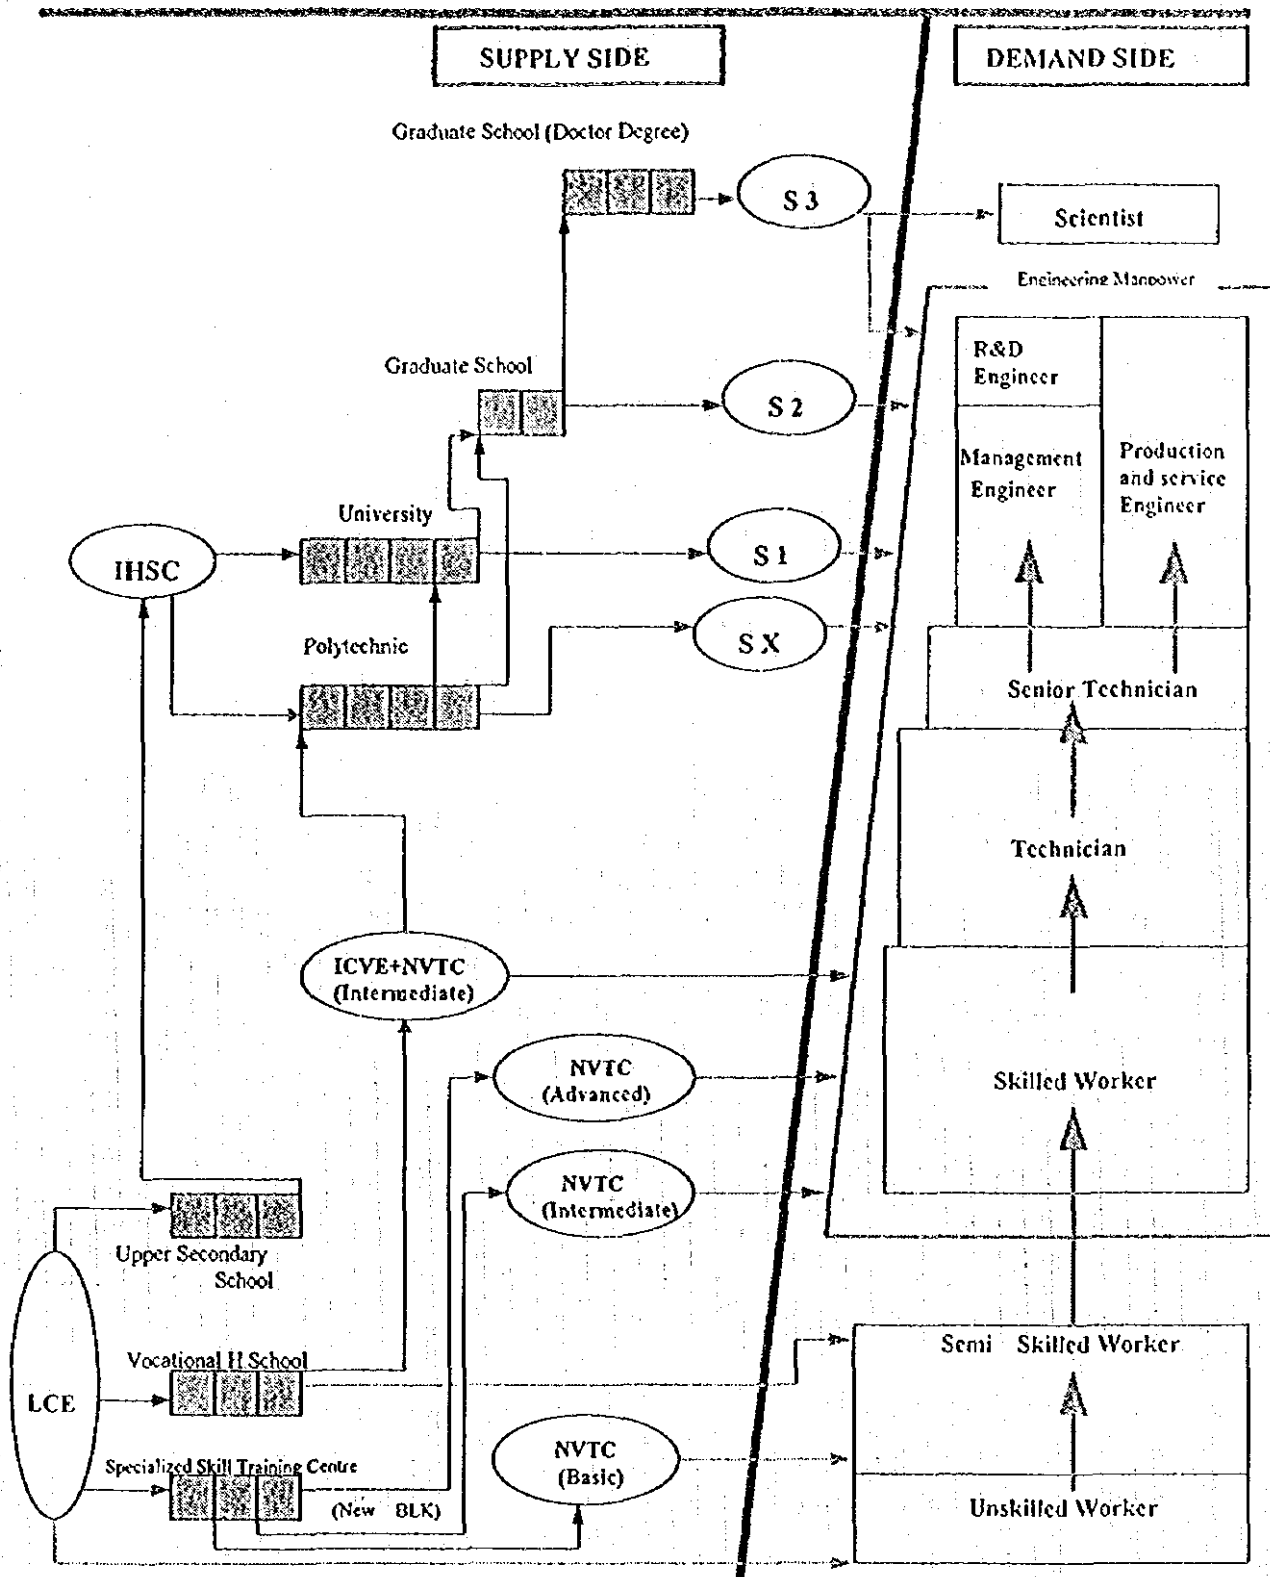 SUPPLY SIDE
DEMAND SIDE
Graduate School (Doctor Degree)
S 3
Scientist
Engineering Manpower
R&D
Engineer
Graduate School
S 2
Management
Engineer
Production
and service
Engineer
University
IHSC
S 1
Polytechnic
S X
Senior Technician
Technician
ICVE+NVTC
(Intermediate)
NVTC
(Advanced)
Skilled Worker
NVTC
(Intermediate)
Upper Secondary
School
Semi Skilled Worker
Vocational H School
LCE
NVTC
(Basic)
Specialized Skill Training Centre
(New BLK)
Unskilled Worker